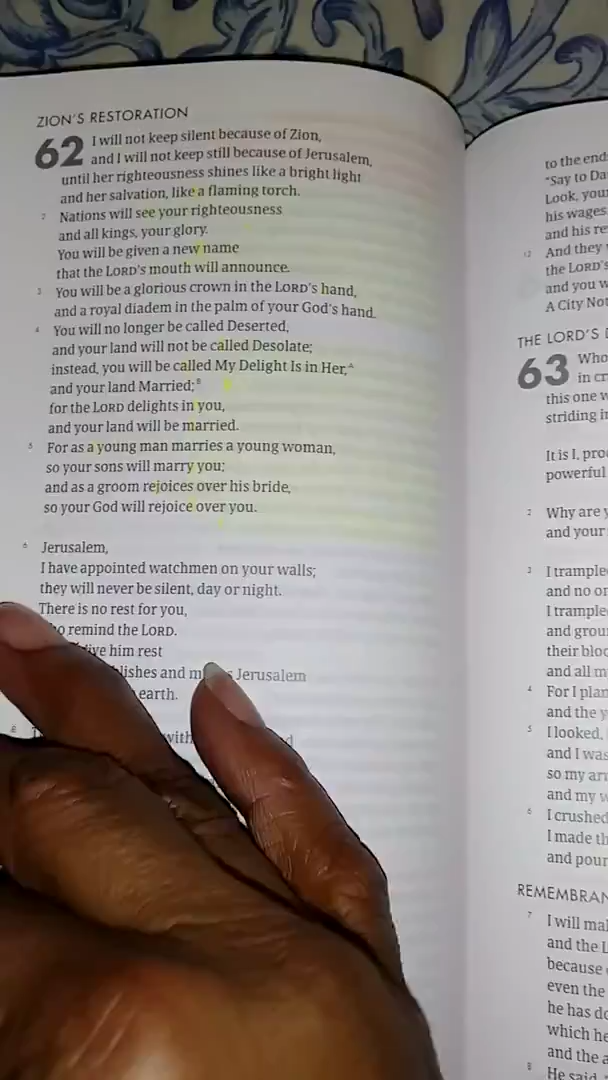 ZION'S RESTORATION
62 I will not keep silent because of Zion,
and I will not keep still because of Jerusalem,
until her righteousness shines like a bright light
and her salvation, like a flaming torch.
2 Nations will see your righteousness
and all kings, your glory.
You will be given a new name
that the LORD's mouth will announce.
3 You will be a glorious crown in the LORD's hand,
and a royal diadem in the palm of your God's hand.
4 You will no longer be called Deserted,
and your land will not be called Desolate;
instead, you will be called My Delight Is in Her,A
and your land Married;B
for the LORD delights in you,
and your land will be married.
5 For as a young man marries a young woman,
so your sons will marry you;
and as a groom rejoices over his bride,
so your God will rejoice over you.
6 Jerusalem,
I have appointed watchmen on your walls;
they will never be silent, day or night.
There is no rest for you,
remind the LORD.
him rest
and Jerusalem
earth.
8
to the end
"Say to Da
Look, your
his wages
and his re
12 And they
the LORD's
and you w
A City Not
THE LORD'S
63 Who
in cr
this one w
striding in
It is I, pro
powerful
2 Why are y
and your
3 I trample
and no on
I trample
and grou
their bloo
and all m
4 For I plan
and the y
5 I looked,
and I was
so my arm
and my w
6 I crushed
I made th
and pour
REMEMBRAN
7 I will mak
and the L
because
even the
he has do
which he
and the a
8 He said,